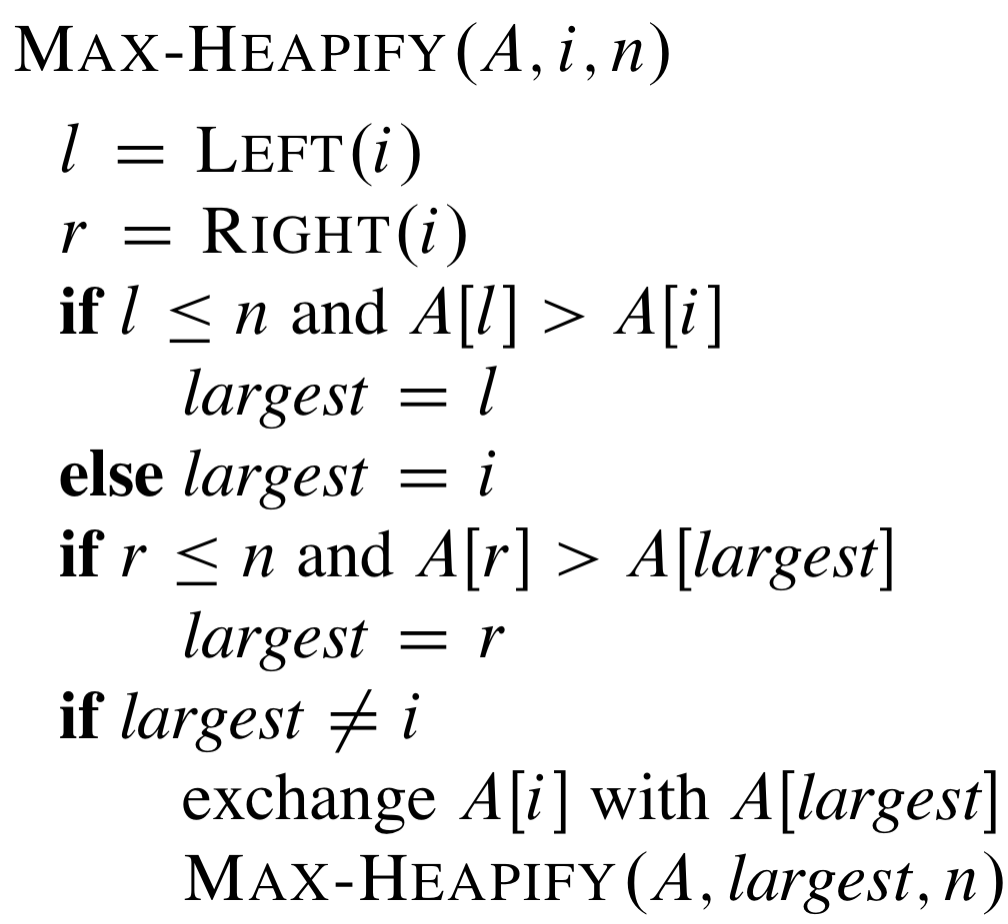 MAX-HEAPIFY(A, i, n)
l = LEFT(i)
r = RIGHT(i)
if l ≤ n and A[l] > A[i]
largest = l
else largest = i
if r ≤ n and A[r] > A[largest]
largest = r
if largest ≠ i
exchange A[i] with A[largest]
MAX-HEAPIFY(A, largest, n)